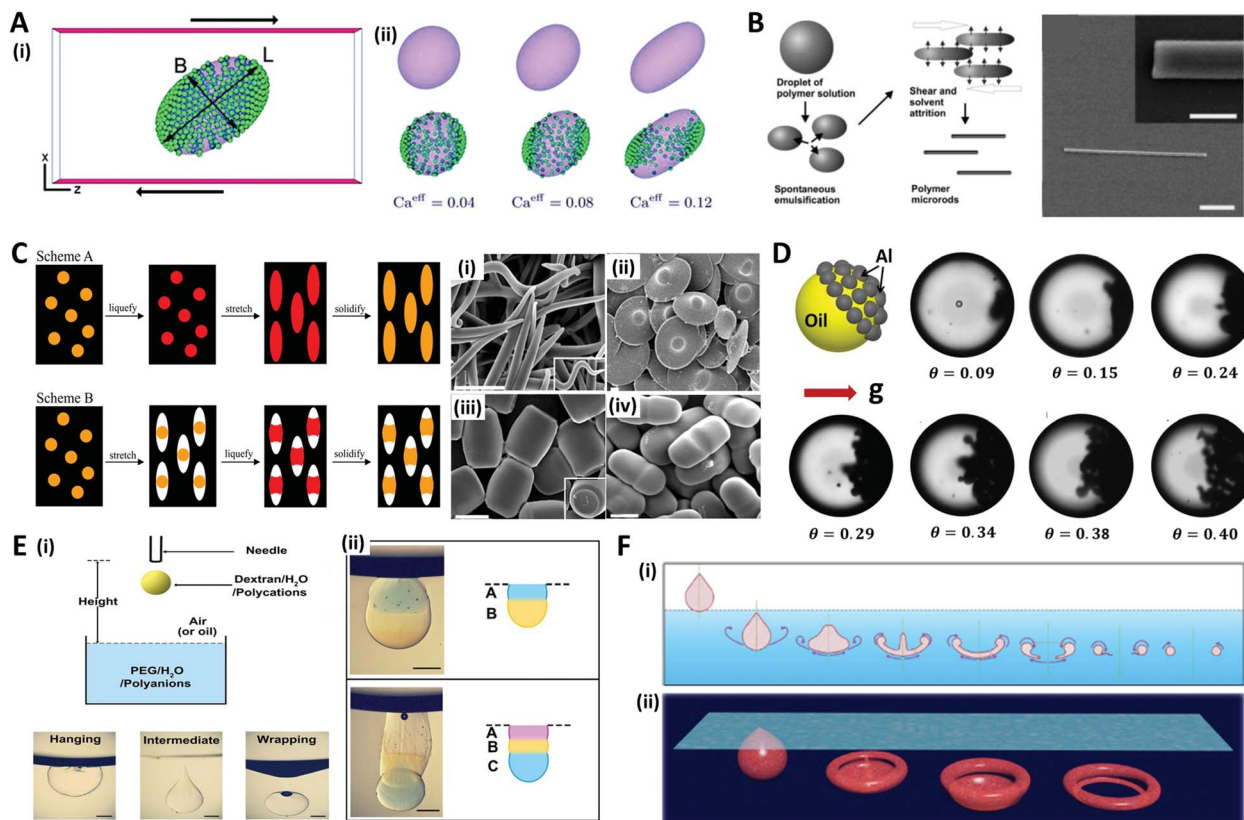 A
(i)
B
L
X
Z
(ii)
Ca^eff = 0.04
Ca^eff = 0.08
Ca^eff = 0.12
B
Droplet of
polymer solution
Spontaneous
emulsification
Shear and
solvent
attrition
Polymer
microrods
C
Scheme A
liquefy
stretch
solidify
Scheme B
stretch
liquefy
solidify
(i)
(ii)
(iii)
(iv)
D
Al
Oil
g
θ = 0.09
θ = 0.15
θ = 0.24
θ = 0.29
θ = 0.34
θ = 0.38
θ = 0.40
E
(i)
Needle
Dextran/H₂O
/Polycations
Height
Air
(or oil)
PEG/H₂O
/Polyanions
Hanging
Intermediate
Wrapping
(ii)
A
B
A
B
C
F
(i)
(ii)